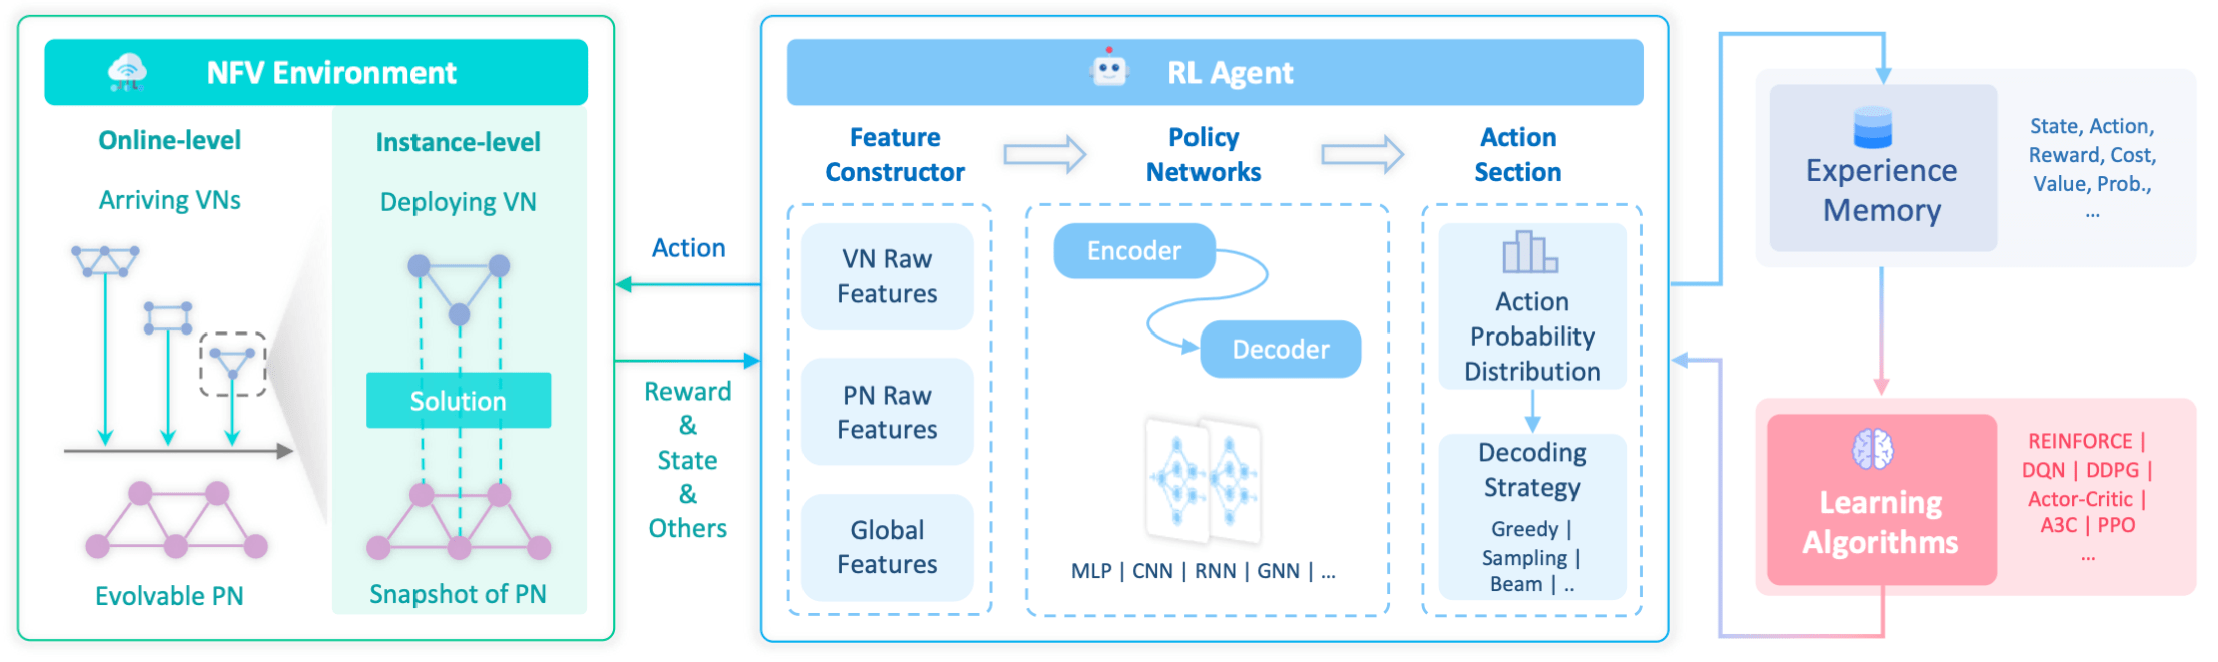 NFV Environment
Online-level
Arriving VNs
Evolvable PN
Instance-level
Deploying VN
Solution
Snapshot of PN
Action
Reward
&
State
&
Others
RL Agent
Feature
Constructor
VN Raw
Features
PN Raw
Features
Global
Features
Policy
Networks
Encoder
Decoder
MLP | CNN | RNN | GNN | ...
Action
Section
Action
Probability
Distribution
Decoding
Strategy
Greedy |
Sampling |
Beam | ..
Experience
Memory
State, Action,
Reward, Cost,
Value, Prob.,
...
Learning
Algorithms
REINFORCE |
DQN | DDPG |
Actor-Critic |
A3C | PPO
...